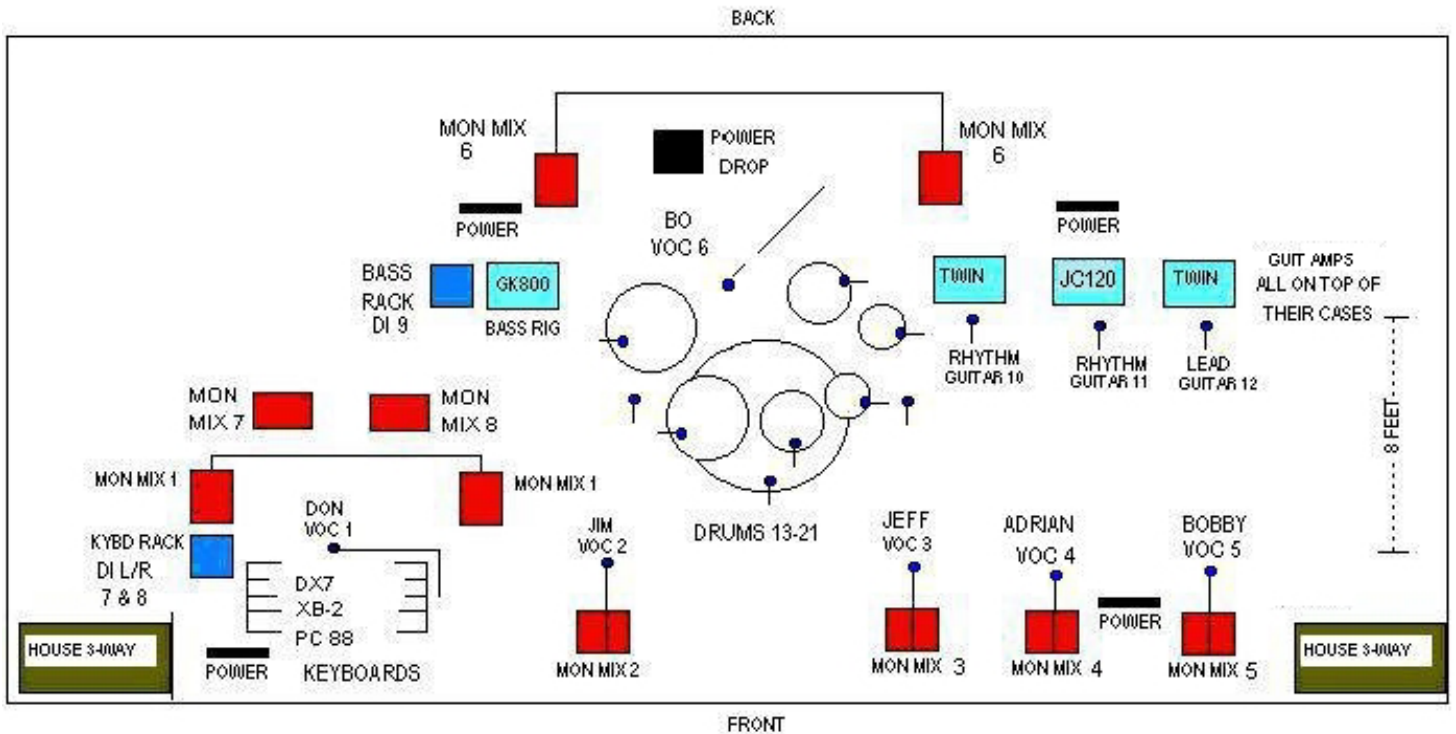 BACK
MON MIX
6
POWER
DROP
MON MIX
6
POWER
POWER
BO
VOC 6
BASS
RACK
DI 9
GK800
BASS RIG
TWIN
JC120
TWIN
GUIT AMPS
ALL ON TOP OF
THEIR CASES
RHYTHM
GUITAR 10
RHYTHM
GUITAR 11
LEAD
GUITAR 12
8 FEET
MON
MIX 7
MON
MIX 8
MON MIX 1
MON MIX 1
DON
VOC 1
KYBD RACK
DI L/R
7 & 8
DX7
XB-2
PC 88
JIM
VOC 2
DRUMS 13-21
JEFF
VOC 3
ADRIAN
VOC 4
BOBBY
VOC 5
HOUSE 3-WAY
POWER
KEYBOARDS
MON MIX 2
MON MIX 3
MON MIX 4
POWER
MON MIX 5
HOUSE 3-WAY
FRONT